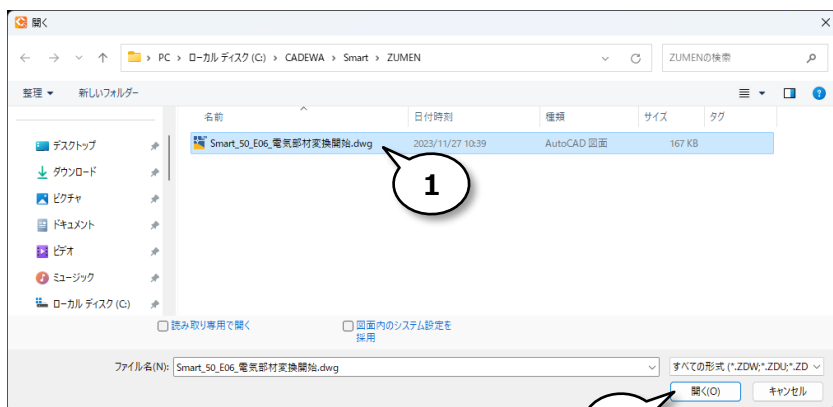 開く
PC › ローカル ディスク (C:) › CADEWA › Smart › ZUMEN
ZUMENの検索
整理 新しいフォルダー
名前 日付時刻 種類 サイズ タグ
Smart_50_E06_電気部材変換開始.dwg 2023/11/27 10:39 AutoCAD 図面 167 KB
1
デスクトップ
ダウンロード
ピクチャ
ドキュメント
ビデオ
ミュージック
ローカル ディスク (C:)
読み取り専用で開く
図面内のシステム設定を
採用
ファイル名(N): Smart_50_E06_電気部材変換開始.dwg すべての形式 (*.ZDW;*.ZDU;*.ZD
開く(O) キャンセル